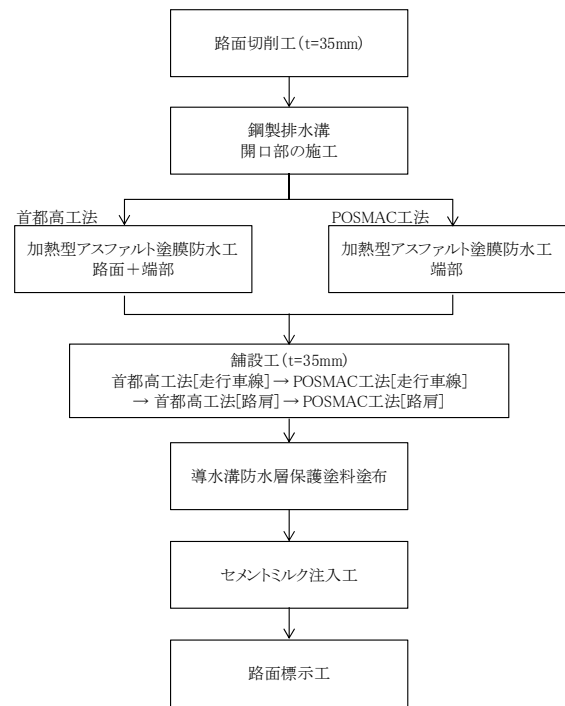 路面切削工(t=35mm)
鋼製排水溝
開口部の施工
首都高工法
POSMAC工法
加熱型アスファルト塗膜防水工
路面＋端部
加熱型アスファルト塗膜防水工
端部
舗設工(t=35mm)
首都高工法[走行車線]→POSMAC工法[走行車線]
→ 首都高工法[路肩]→POSMAC工法[路肩]
導水溝防水層保護塗料塗布
セメントミルク注入工
路面標示工